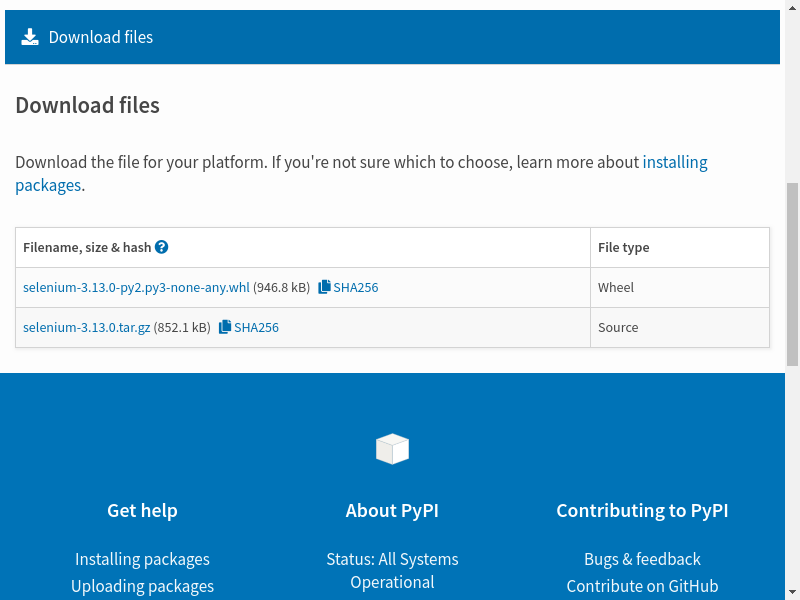 Download files
Download files
Download the file for your platform. If you're not sure which to choose, learn more about installing
packages.
Filename, size & hash File type
selenium-3.13.0-py2.py3-none-any.whl (946.8 kB) SHA256 Wheel
selenium-3.13.0.tar.gz (852.1 kB) SHA256 Source
Get help
Installing packages
Uploading packages
About PyPI
Status: All Systems
Operational
Contributing to PyPI
Bugs & feedback
Contribute on GitHub